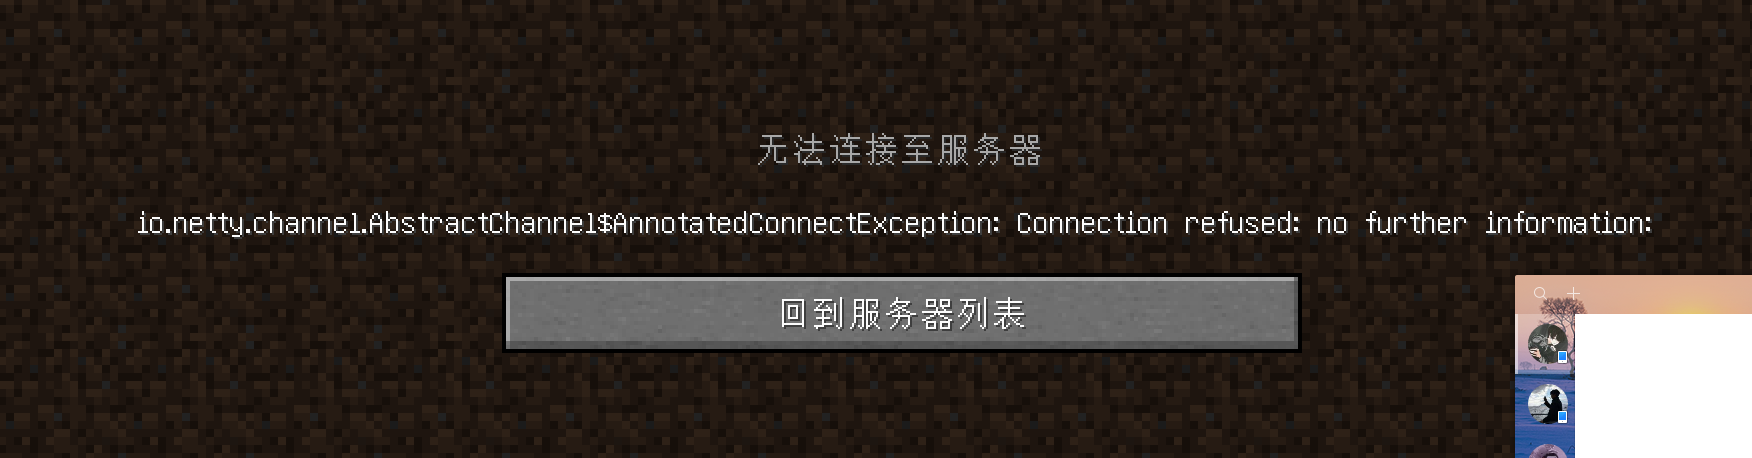 无法连接至服务器
io.netty.channel.AbstractChannel$AnnotatedConnectException: Connection refused: no further information:
回到服务器列表